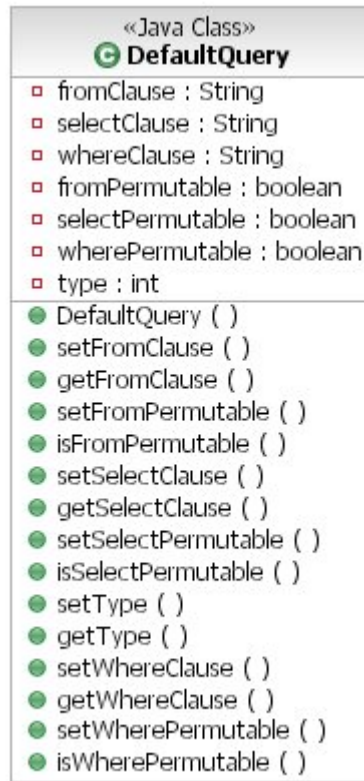 «Java Class»
C DefaultQuery
fromClause : String
selectClause : String
whereClause : String
fromPermutable : boolean
selectPermutable : boolean
wherePermutable : boolean
type : int
DefaultQuery ( )
setFromClause ( )
getFromClause ( )
setFromPermutable ( )
isFromPermutable ( )
setSelectClause ( )
getSelectClause ( )
setSelectPermutable ( )
isSelectPermutable ( )
setType ( )
getType ( )
setWhereClause ( )
getWhereClause ( )
setWherePermutable ( )
isWherePermutable ( )